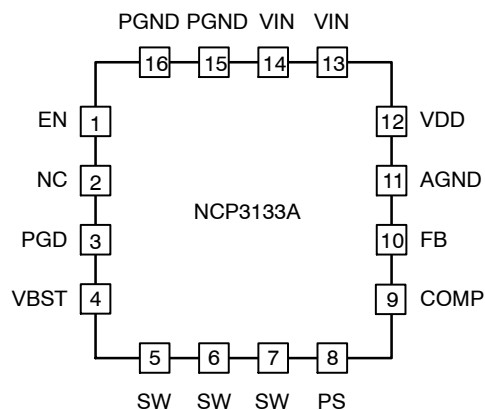 PGND PGND VIN VIN
16 15 14 13
EN 1 12 VDD
NC 2 11 AGND
NCP3133A
PGD 3 10 FB
VBST 4 9 COMP
5 6 7 8
SW SW SW PS